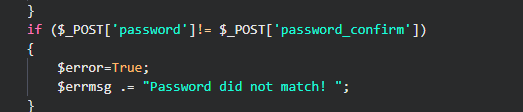 }
if ($_POST['password']!= $_POST['password_confirm'])
{
$error=True;
$errmsg .= "Password did not match! ";
}